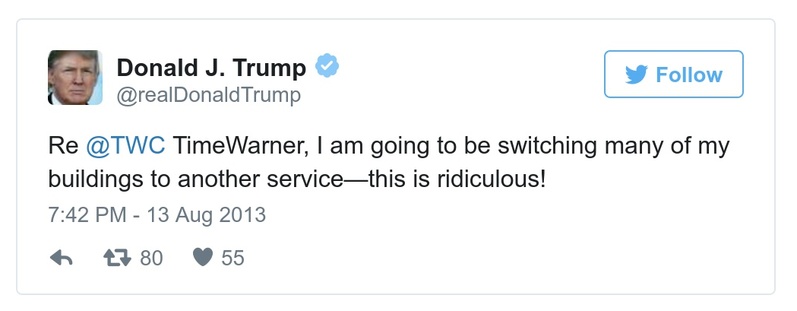 Donald J. Trump
@realDonaldTrump
Follow
Re @TWC TimeWarner, I am going to be switching many of my
buildings to another service—this is ridiculous!
7:42 PM - 13 Aug 2013
80 55